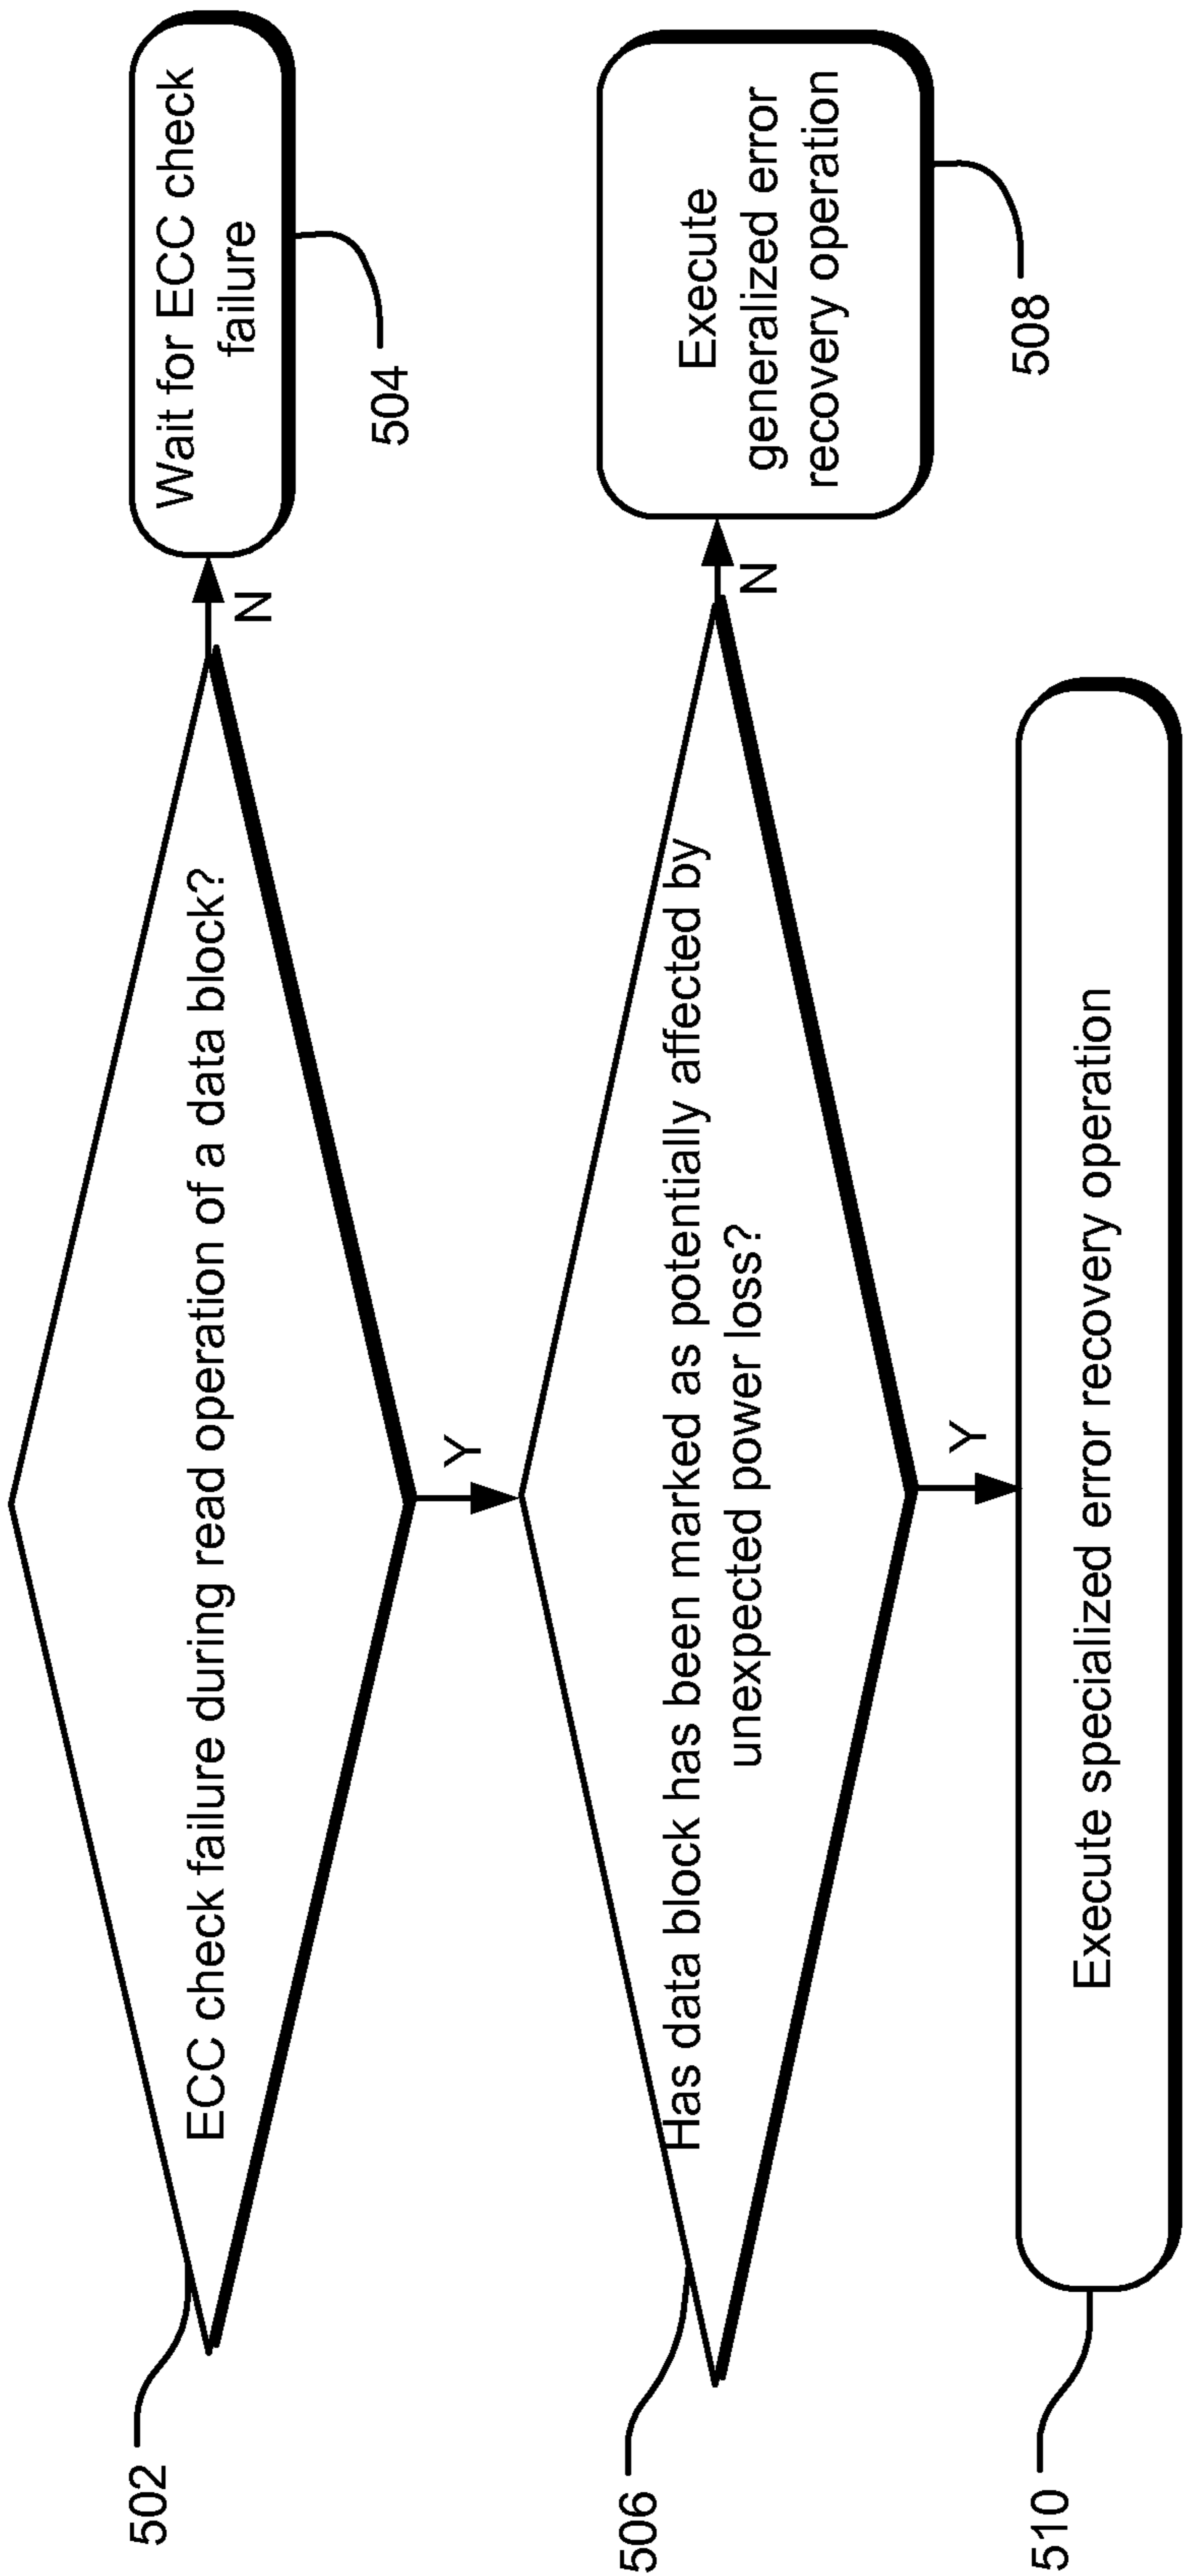 502
ECC check failure during read operation of a data block?
N
Wait for ECC check
failure
504
Y
506
Has data block has been marked as potentially affected by
unexpected power loss?
N
Execute
generalized error
recovery operation
508
Y
510
Execute specialized error recovery operation